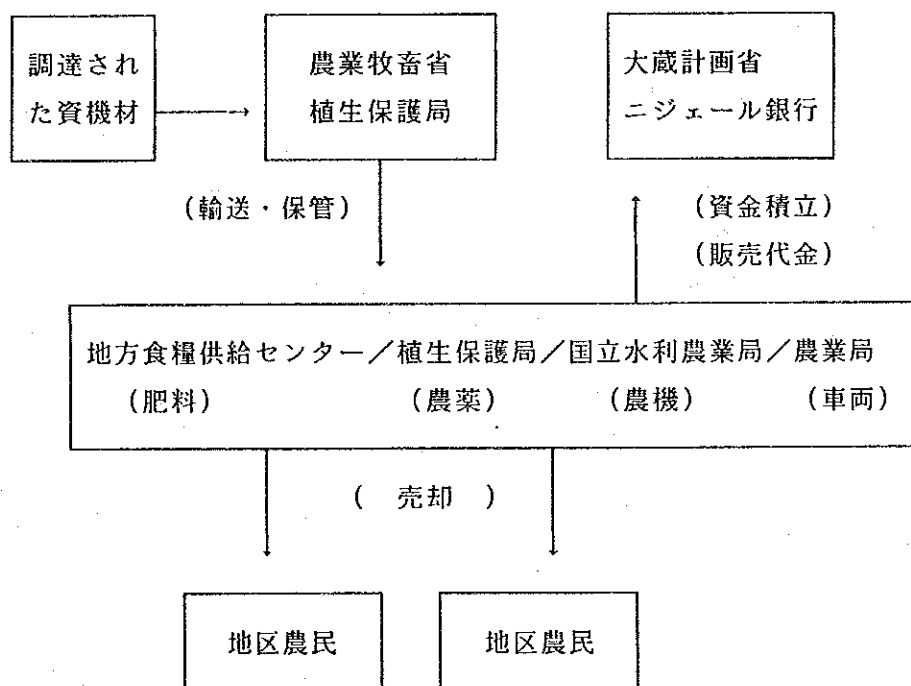 調達され
た資機材
農業牧畜省
植生保護局
大蔵計画省
ニジェール銀行
(輸送・保管)
(資金積立)
(販売代金)
地方食糧供給センター／植生保護局／国立水利農業局／農業局
(肥料) (農薬) (農機) (車両)
( 売却 )
地区農民
地区農民